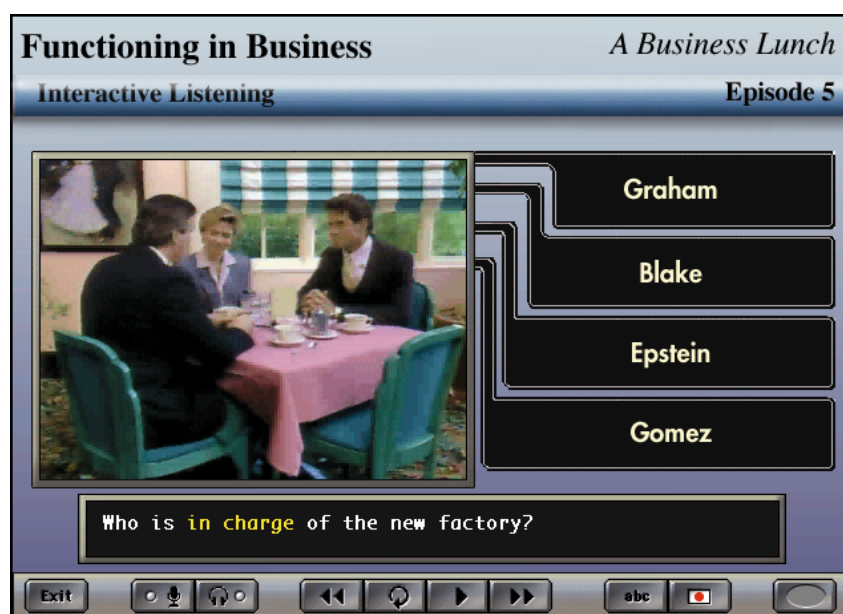 Functioning in Business
A Business Lunch
Interactive Listening
Episode 5
Graham
Blake
Epstein
Gomez
Who is in charge of the new factory?
Exit
abc